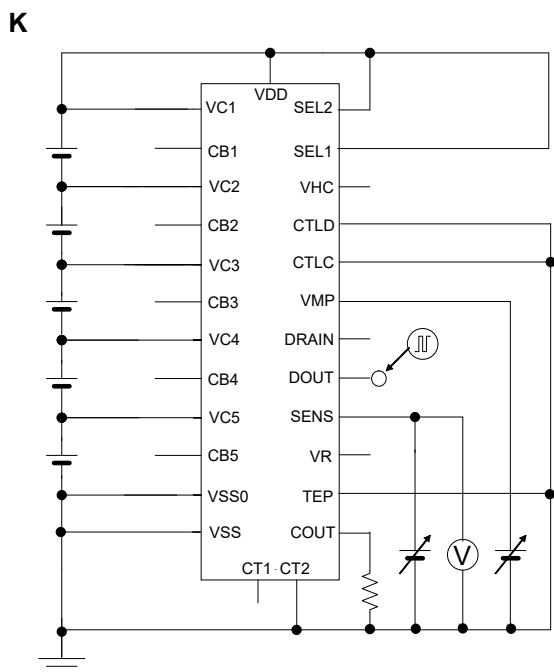 K
VDD
VC1
SEL2
CB1
SEL1
VC2
VHC
CB2
CTLD
VC3
CTLC
CB3
VMP
VC4
DRAIN
CB4
DOUT
VC5
SENS
CB5
VR
VSS0
TEP
VSS
COUT
CT1
CT2
V